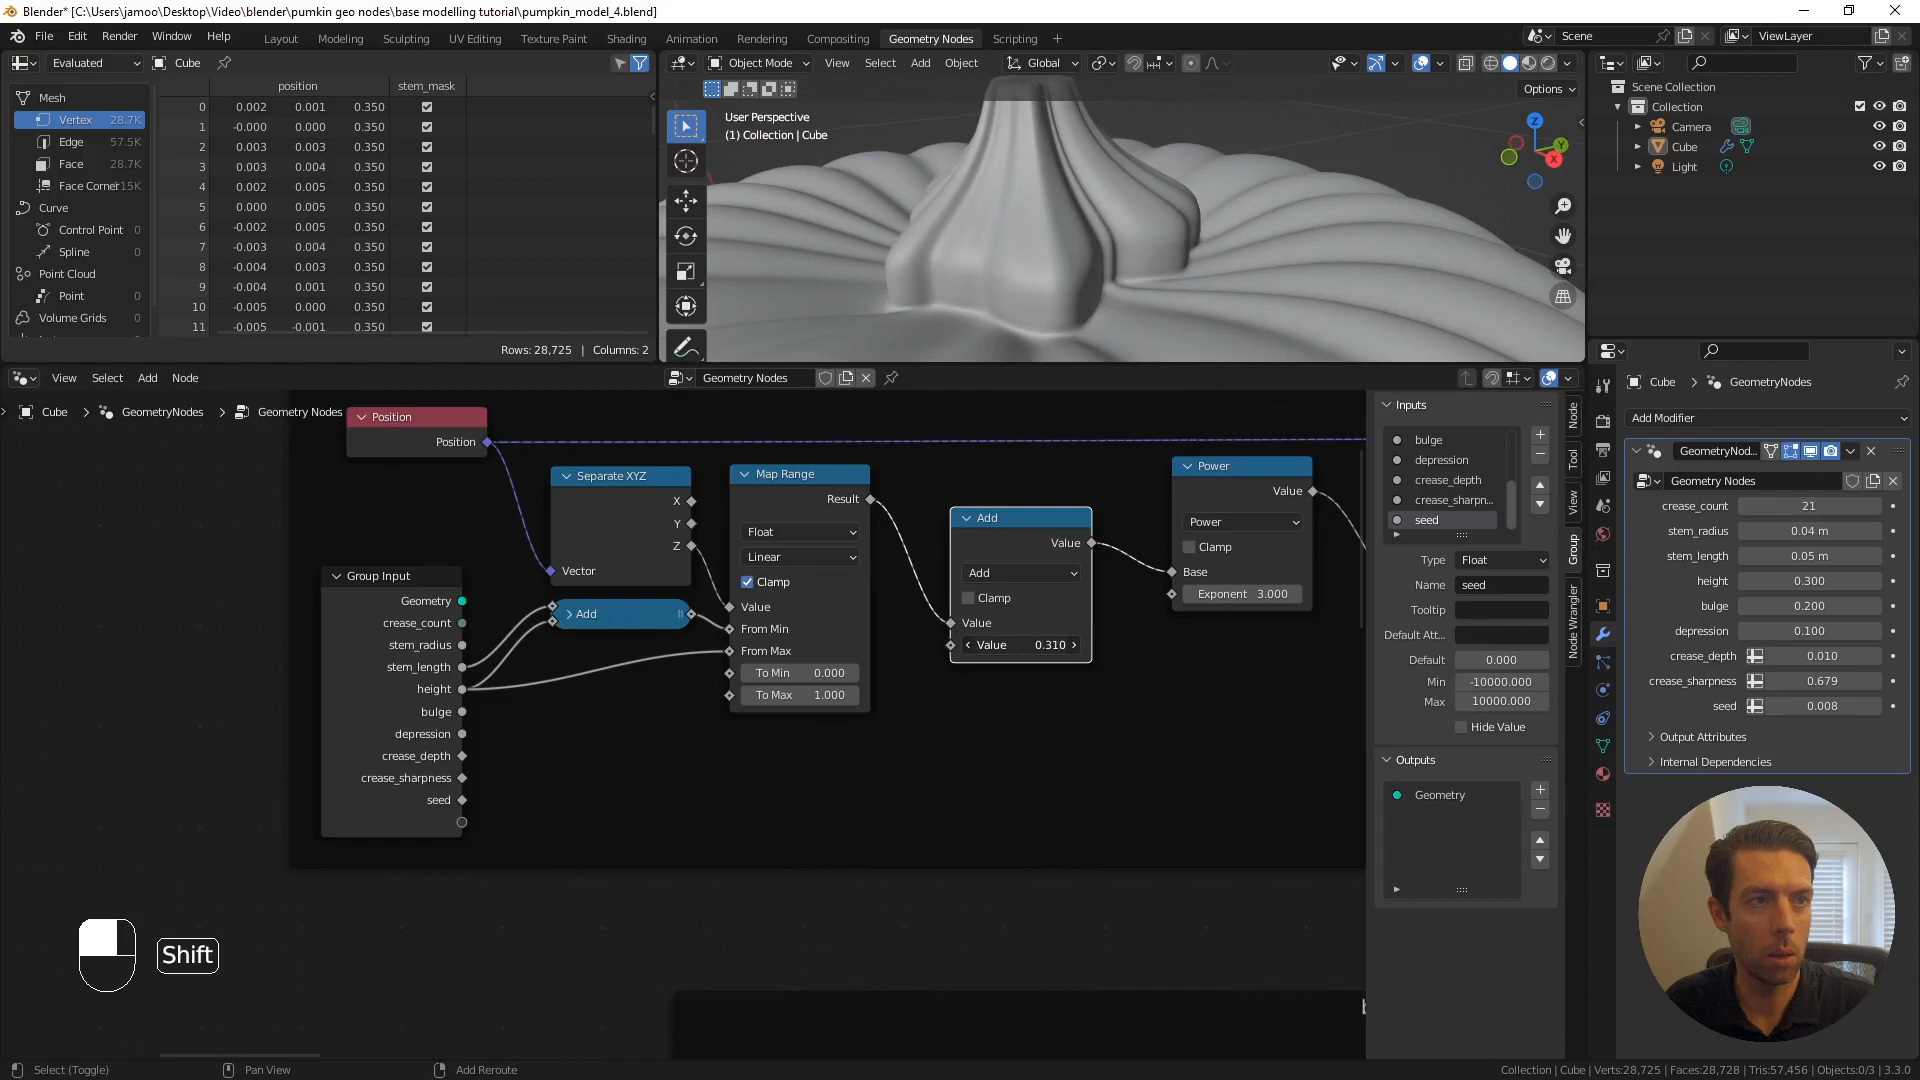 Blender* [C:\Users\jamoo\Desktop\Video\blender\pumkin geo nodes\base modelling tutorial\pumpkin_model_4.blend]
File Edit Render Window Help Layout Modeling Sculpting UV Editing Texture Paint Shading Animation Rendering Compositing Geometry Nodes Scripting + Scene ViewLayer
Evaluated Cube
position stem_mask
Mesh
Vertex 28.7K
Edge 57.5K
Face 28.7K
Face Corner 15K
Curve
Control Point 0
Spline 0
Point Cloud
Point 0
Volume Grids 0
0 0.002 0.001 0.350
1 -0.000 0.000 0.350
2 0.003 0.003 0.350
3 0.003 0.004 0.350
4 0.002 0.005 0.350
5 0.000 0.005 0.350
6 -0.002 0.005 0.350
7 -0.003 0.004 0.350
8 -0.004 0.003 0.350
9 -0.004 0.001 0.350
10 -0.005 0.000 0.350
11 -0.005 -0.001 0.350
Rows: 28,725 | Columns: 2
Object Mode View Select Add Object Global
Options
User Perspective
(1) Collection | Cube
Z
Y
X
Scene Collection
Collection
Camera
Cube
Light
View Select Add Node Geometry Nodes
Cube > GeometryNodes > Geometry Nodes
Position
Position
Separate XYZ
X
Y
Z
Vector
Add
Group Input
Geometry
crease_count
stem_radius
stem_length
height
bulge
depression
crease_depth
crease_sharpness
seed
Map Range
Result
Float
Linear
Clamp
Value
From Min
From Max
To Min 0.000
To Max 1.000
Add
Value
Add
Clamp
Value
Value 0.310
Power
Value
Power
Clamp
Base
Exponent 3.000
Inputs
bulge
depression
crease_depth
crease_sharpn...
seed
Type Float
Name seed
Tooltip
Default Att...
Default 0.000
Min -10000.000
Max 10000.000
Hide Value
Outputs
Geometry
Node
Tool
View
Group
Node Wrangler
Cube > GeometryNodes
Add Modifier
GeometryNod...
Geometry Nodes
crease_count 21
stem_radius 0.04 m
stem_length 0.05 m
height 0.300
bulge 0.200
depression 0.100
crease_depth 0.010
crease_sharpness 0.679
seed 0.008
Output Attributes
Internal Dependencies
Shift
Select (Toggle) Pan View Add Reroute Collection | Cube | Verts:28,725 | Faces:28,728 | Tris:57,456 | Objects:0/3 | 3.3.0